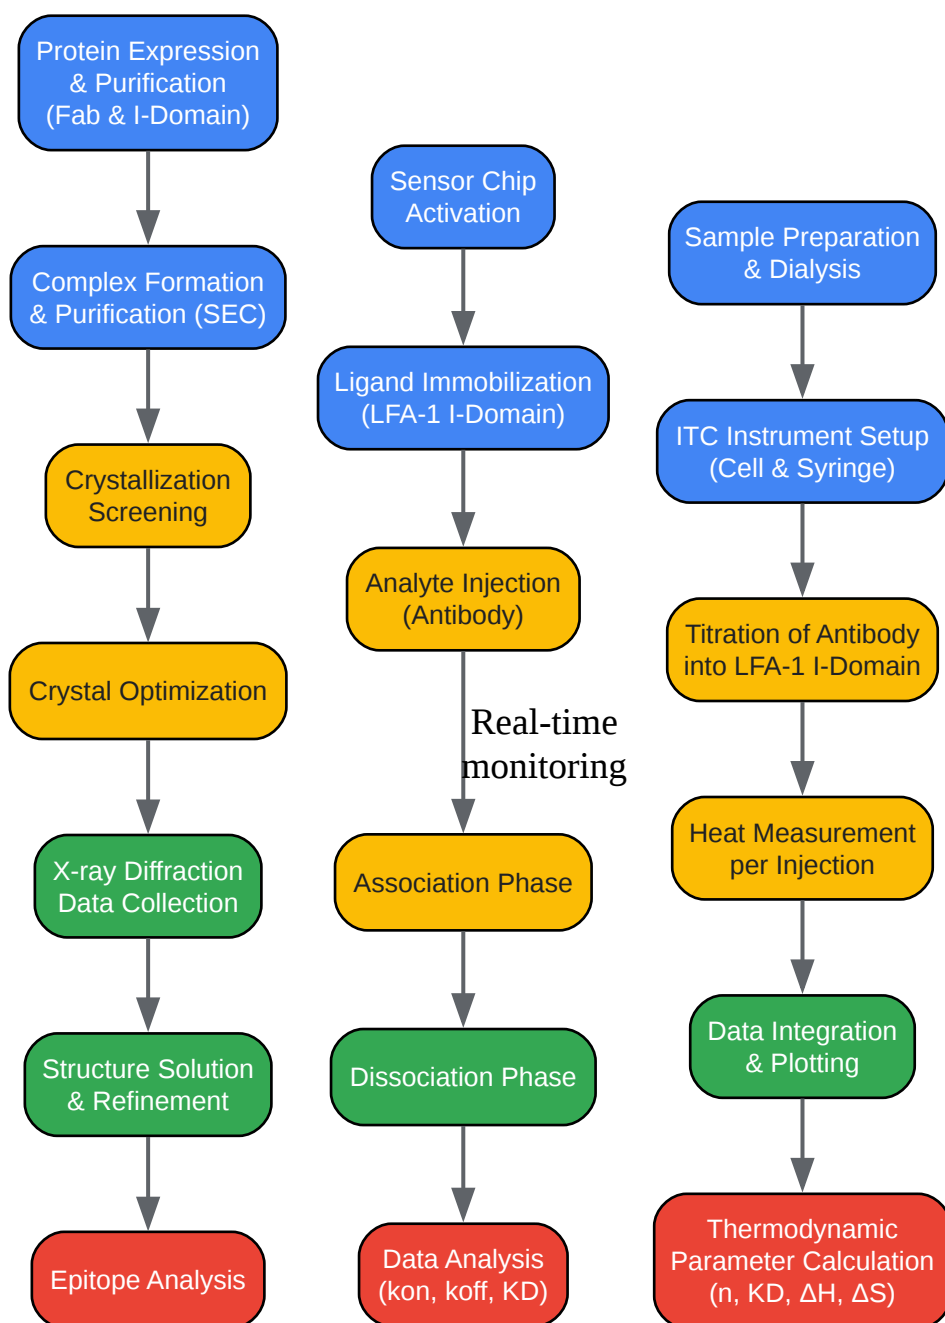 Protein Expression
& Purification
(Fab & I-Domain)
Complex Formation
& Purification (SEC)
Crystallization
Screening
Crystal Optimization
X-ray Diffraction
Data Collection
Structure Solution
& Refinement
Epitope Analysis
Sensor Chip
Activation
Ligand Immobilization
(LFA-1 I-Domain)
Analyte Injection
(Antibody)
Real-time
monitoring
Association Phase
Dissociation Phase
Data Analysis
(kon, koff, KD)
Sample Preparation
& Dialysis
ITC Instrument Setup
(Cell & Syringe)
Titration of Antibody
into LFA-1 I-Domain
Heat Measurement
per Injection
Data Integration
& Plotting
Thermodynamic
Parameter Calculation
(n, KD, ΔH, ΔS)